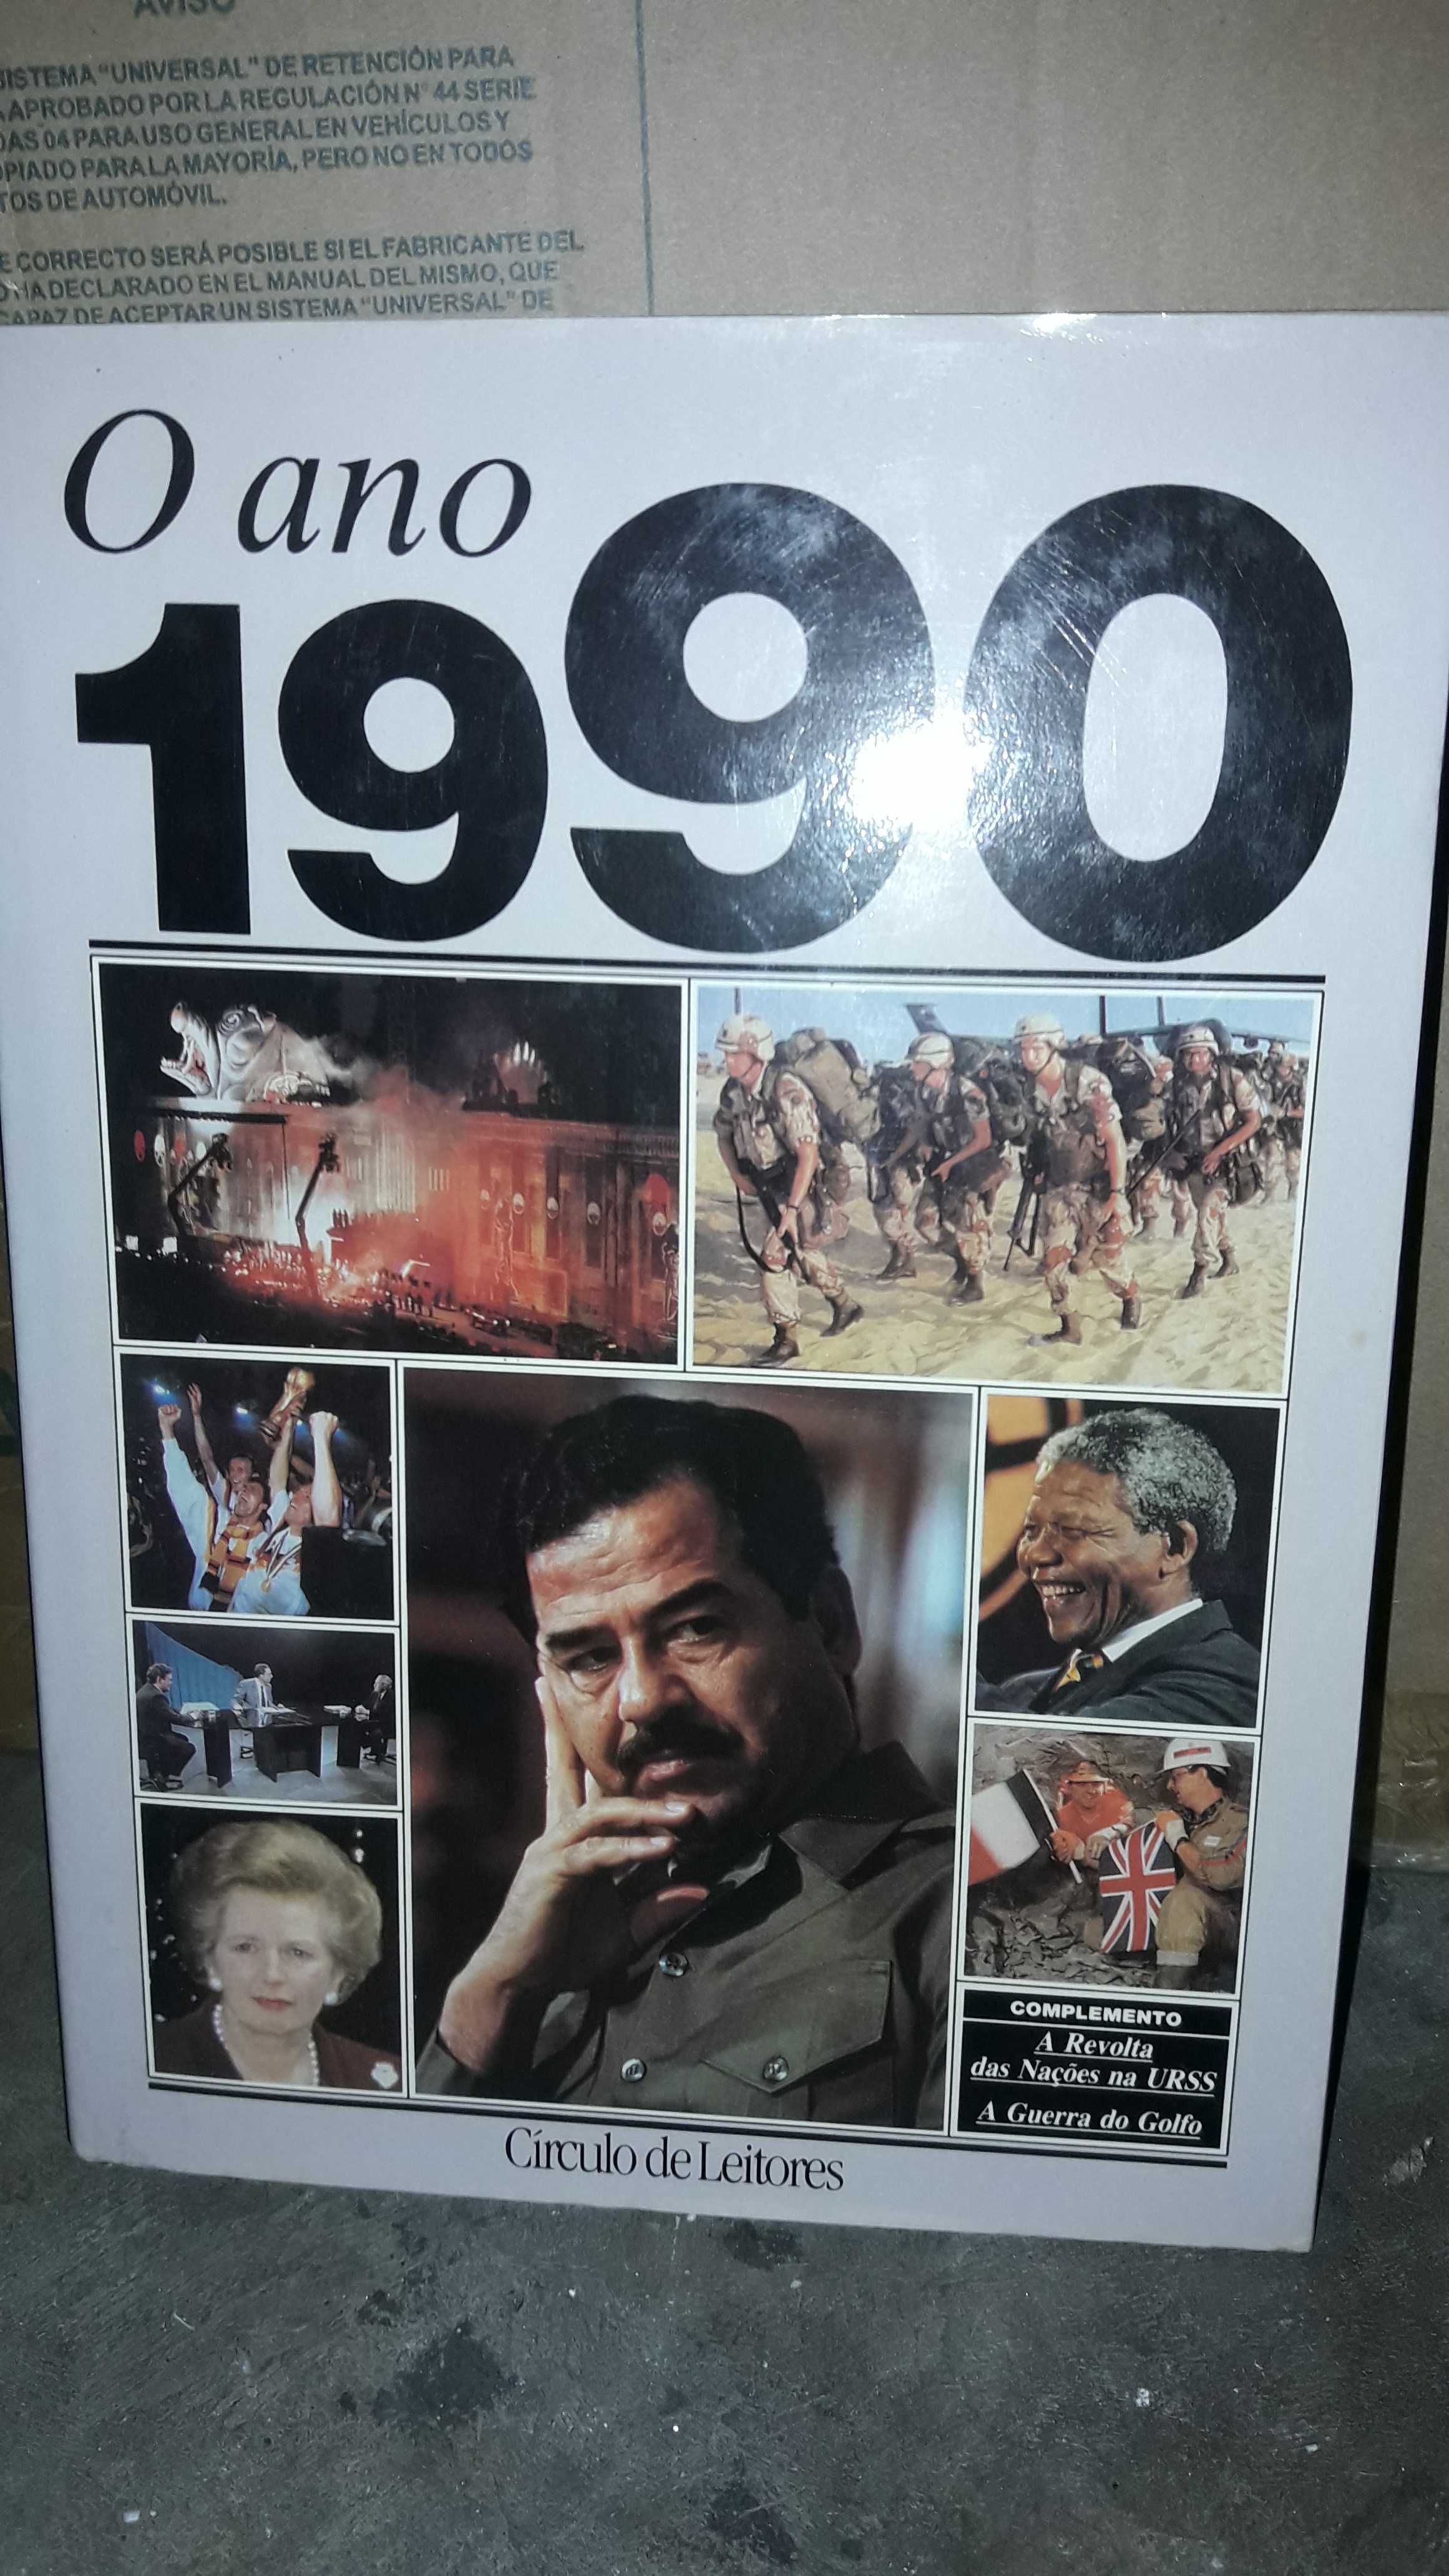 AVISO
SISTEMA "UNIVERSAL" DE RETENCIÓN PARA
APROBADO POR LA REGULACIÓN N° 44 SERIE
04 PARA USO GENERAL EN VEHÍCULOS Y
PARA LA MAYORÍA, PERO NO EN TODOS
DE AUTOMÓVIL.
CORRECTO SERÁ POSIBLE SI EL FABRICANTE DEL
HA DECLARADO EN EL MANUAL DEL MISMO, QUE
CAPAZ DE ACEPTAR UN SISTEMA "UNIVERSAL" DE
O ano
1990
COMPLEMENTO
A Revolta
das Nações na URSS
A Guerra do Golfo
Círculo de Leitores